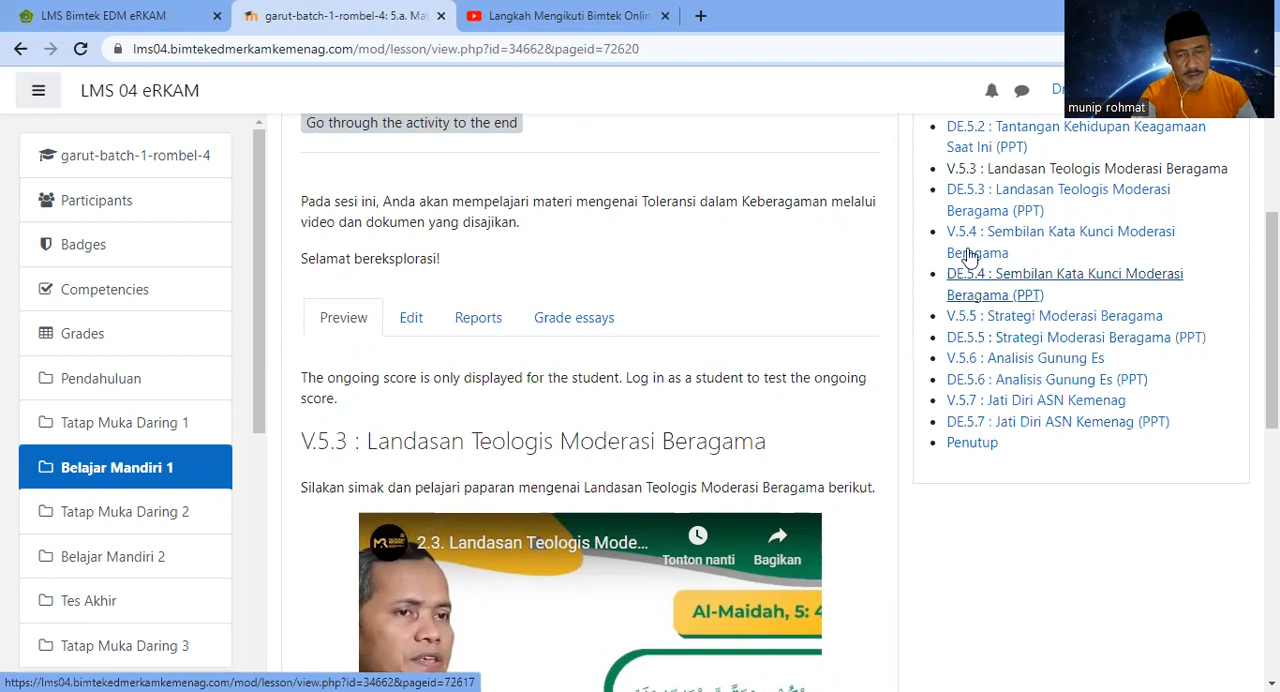 LMS Bimtek EDM eRKAM
garut-batch-1-rombel-4: 5.a. Ma
Langkah Mengikuti Bimtek Onlin
lms04.bimtekedmerkamkemenag.com/mod/lesson/view.php?id=34662&pageid=72620
LMS 04 eRKAM
munip rohmat
garut-batch-1-rombel-4
Participants
Badges
Competencies
Grades
Pendahuluan
Tatap Muka Daring 1
Belajar Mandiri 1
Tatap Muka Daring 2
Belajar Mandiri 2
Tes Akhir
Tatap Muka Daring 3
https://lms04.bimtekedmerkamkemenag.com/mod/lesson/view.php?id=34662&pageid=72617
Go through the activity to the end
Pada sesi ini, Anda akan mempelajari materi mengenai Toleransi dalam Keberagaman melalui
video dan dokumen yang disajikan.
Selamat bereksplorasi!
Preview Edit Reports Grade essays
The ongoing score is only displayed for the student. Log in as a student to test the ongoing
score.
V.5.3 : Landasan Teologis Moderasi Beragama
Silakan simak dan pelajari paparan mengenai Landasan Teologis Moderasi Beragama berikut.
2.3. Landasan Teologis Mode...
Tonton nanti
Bagikan
Al-Maidah, 5: 4
DE.5.2 : Tantangan Kehidupan Keagamaan
Saat Ini (PPT)
V.5.3 : Landasan Teologis Moderasi Beragama
DE.5.3 : Landasan Teologis Moderasi
Beragama (PPT)
V.5.4 : Sembilan Kata Kunci Moderasi
Beragama
DE.5.4 : Sembilan Kata Kunci Moderasi
Beragama (PPT)
V.5.5 : Strategi Moderasi Beragama
DE.5.5 : Strategi Moderasi Beragama (PPT)
V.5.6 : Analisis Gunung Es
DE.5.6 : Analisis Gunung Es (PPT)
V.5.7 : Jati Diri ASN Kemenag
DE.5.7 : Jati Diri ASN Kemenag (PPT)
Penutup